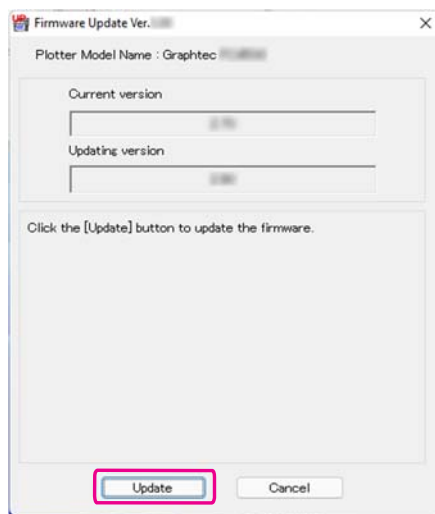 Firmware Update Ver.
Plotter Model Name : Graphtec
Current version
Updating version
Click the [Update] button to update the firmware.
Update
Cancel